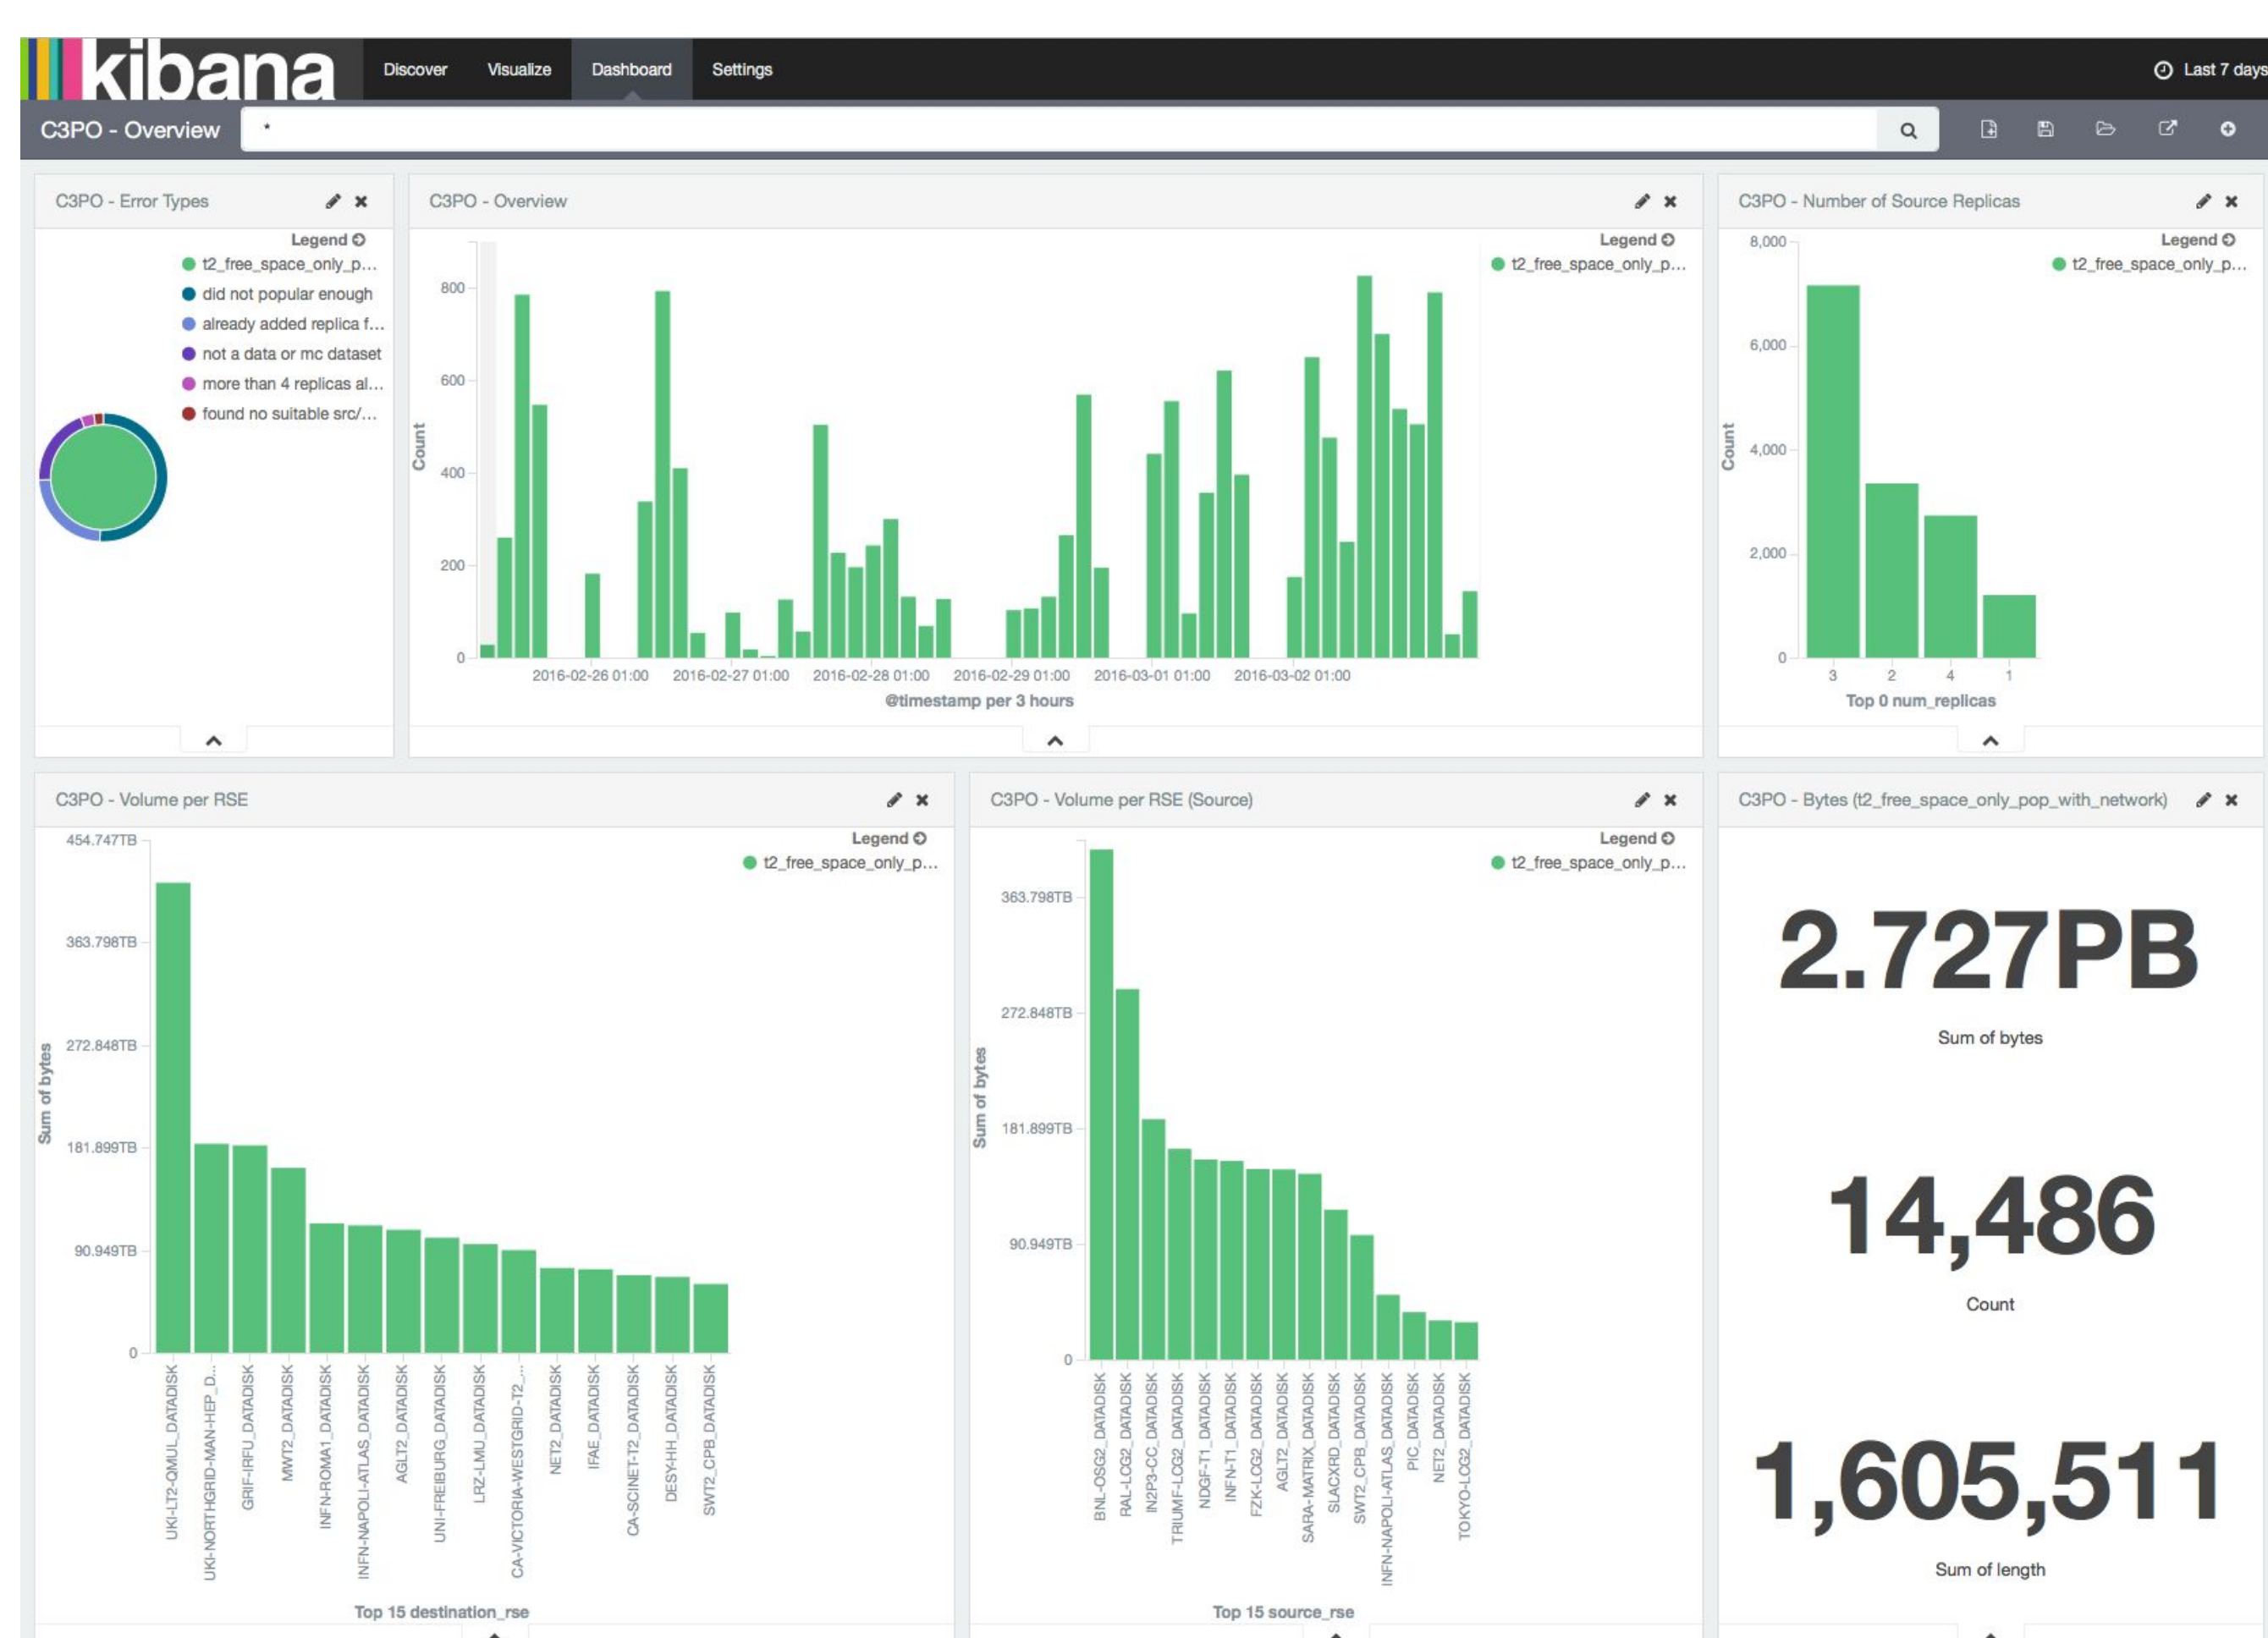 kibana
Discover Visualize Dashboard Settings
Last 7 days
C3PO - Overview
*
C3PO - Error Types
Legend
t2_free_space_only_p...
did not popular enough
already added replica f...
not a data or mc dataset
more than 4 replicas al...
found no suitable src/...
C3PO - Overview
Legend
t2_free_space_only_p...
Count
800
600
400
200
0
2016-02-26 01:00 2016-02-27 01:00 2016-02-28 01:00 2016-02-29 01:00 2016-03-01 01:00 2016-03-02 01:00
@timestamp per 3 hours
C3PO - Number of Source Replicas
Legend
t2_free_space_only_p...
Count
8,000
6,000
4,000
2,000
0
3 2 4 1
Top 0 num_replicas
C3PO - Volume per RSE
Legend
t2_free_space_only_p...
Sum of bytes
454.747TB
363.798TB
272.848TB
181.899TB
90.949TB
0
UKI-LT2-QMUL_DATADISK
UKI-NORTHGRID-MAN-HEP_D...
GRIF-IRFU_DATADISK
MWT2_DATADISK
INFN-ROMA1_DATADISK
INFN-NAPOLI-ATLAS_DATADISK
AGLT2_DATADISK
UNI-FREIBURG_DATADISK
LRZ-LMU_DATADISK
CA-VICTORIA-WESTGRID-T2_...
NET2_DATADISK
IFAE_DATADISK
CA-SCINET-T2_DATADISK
DESY-HH_DATADISK
SWT2_CPB_DATADISK
Top 15 destination_rse
C3PO - Volume per RSE (Source)
Legend
t2_free_space_only_p...
Sum of bytes
363.798TB
272.848TB
181.899TB
90.949TB
0
BNL-OSG2_DATADISK
RAL-LCG2_DATADISK
IN2P3-CC_DATADISK
TRIUMF-LCG2_DATADISK
NDGF-T1_DATADISK
INFN-T1_DATADISK
FZK-LCG2_DATADISK
AGLT2_DATADISK
SARA-MATRIX_DATADISK
SLACXRD_DATADISK
SWT2_CPB_DATADISK
INFN-NAPOLI-ATLAS_DATADISK
PIC_DATADISK
NET2_DATADISK
TOKYO-LCG2_DATADISK
Top 15 source_rse
C3PO - Bytes (t2_free_space_only_pop_with_network)
2.727PB
Sum of bytes
14,486
Count
1,605,511
Sum of length